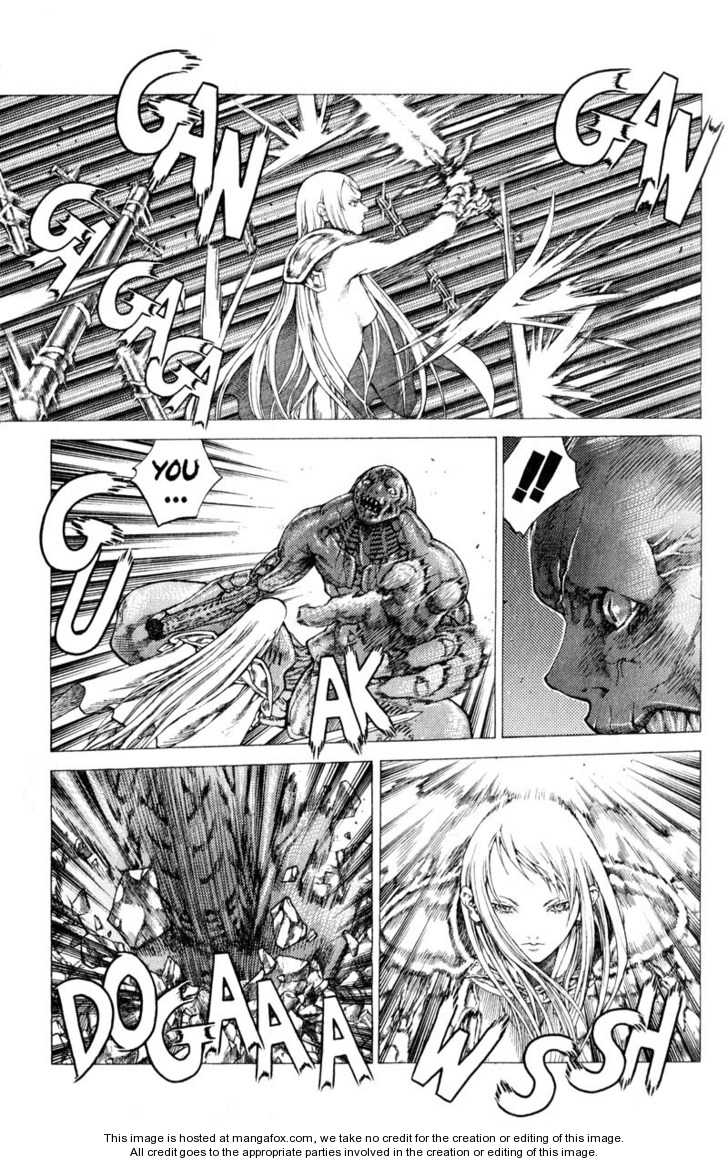 GAN
GAN
GA
GAGAGA
YOU
...
!!
GU
AK
DOGAAAA
WSSSH
This image is hosted at mangafox.com, we take no credit for the creation or editing of this image.
All credit goes to the appropriate parties involved in the creation or editing of this image.